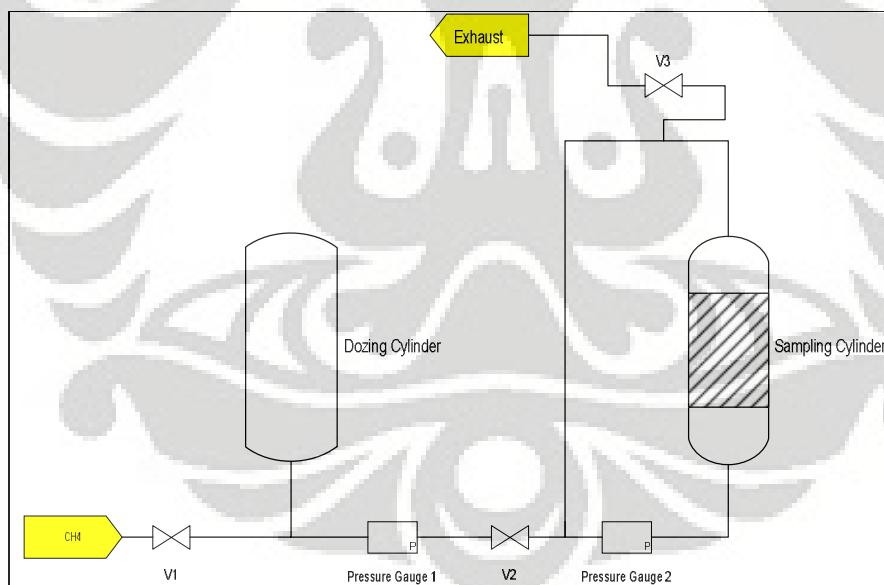 Exhaust
V3
Dozing Cylinder
Sampling Cylinder
CH4
P
P
V1
Pressure Gauge 1
V2
Pressure Gauge 2